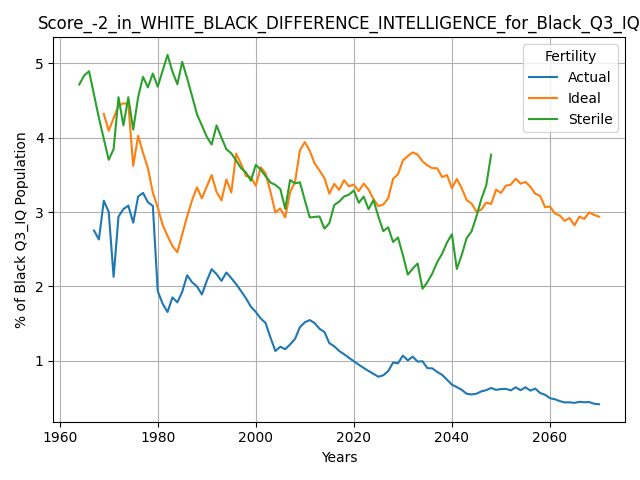 Score_-2_in_WHITE_BLACK_DIFFERENCE_INTELLIGENCE_for_Black_Q3_IQ
Fertility
Actual
Ideal
Sterile
% of Black Q3_IQ Population
5
4
3
2
1
1960
1980
2000
2020
2040
2060
Years